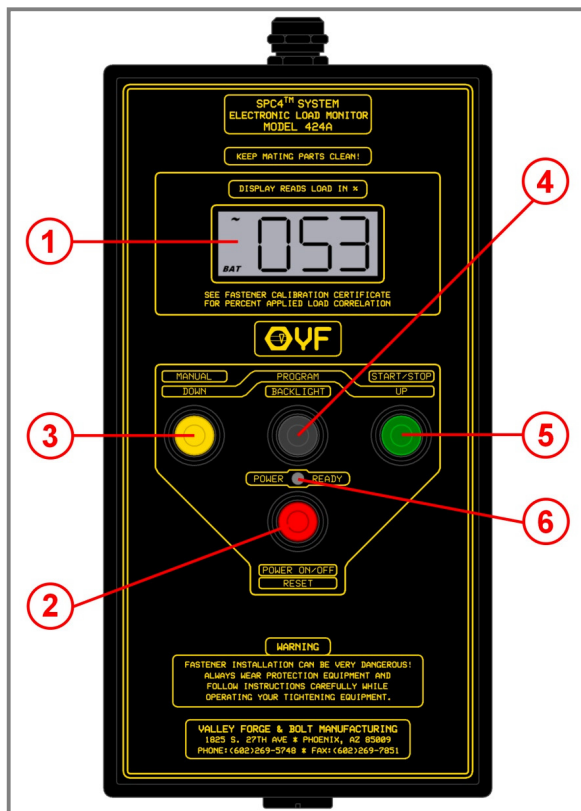 SPC4™ SYSTEM
ELECTRONIC LOAD MONITOR
MODEL 424A
KEEP MATING PARTS CLEAN!
DISPLAY READS LOAD IN %
~
053
BAT
SEE FASTENER CALIBRATION CERTIFICATE
FOR PERCENT APPLIED LOAD CORRELATION
VF
MANUAL PROGRAM START/STOP
DOWN BACKLIGHT UP
POWER READY
POWER ON/OFF
RESET
WARNING
FASTENER INSTALLATION CAN BE VERY DANGEROUS!
ALWAYS WEAR PROTECTION EQUIPMENT AND
FOLLOW INSTRUCTIONS CAREFULLY WHILE
OPERATING YOUR TIGHTENING EQUIPMENT.
VALLEY FORGE & BOLT MANUFACTURING
1825 S. 27TH AVE * PHOENIX, AZ 85009
PHONE:(602)269-5748 * FAX:(602)269-7851
1
2
3
4
5
6